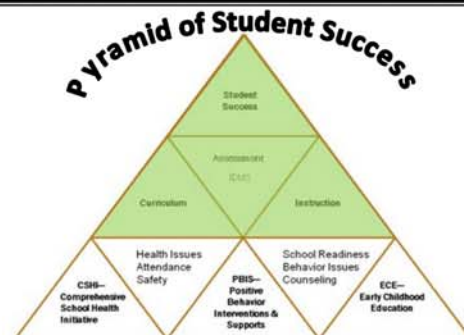 Pyramid of Student Success
Student
Success
Assessment
Curriculum
Instruction
Health Issues
Attendance
Safety
School Readiness
Behavior Issues
Counseling
CSHI—
Comprehensive
School Health
Initiative
PBIS—
Positive
Behavior
Interventions &
Supports
ECE—
Early Childhood
Education